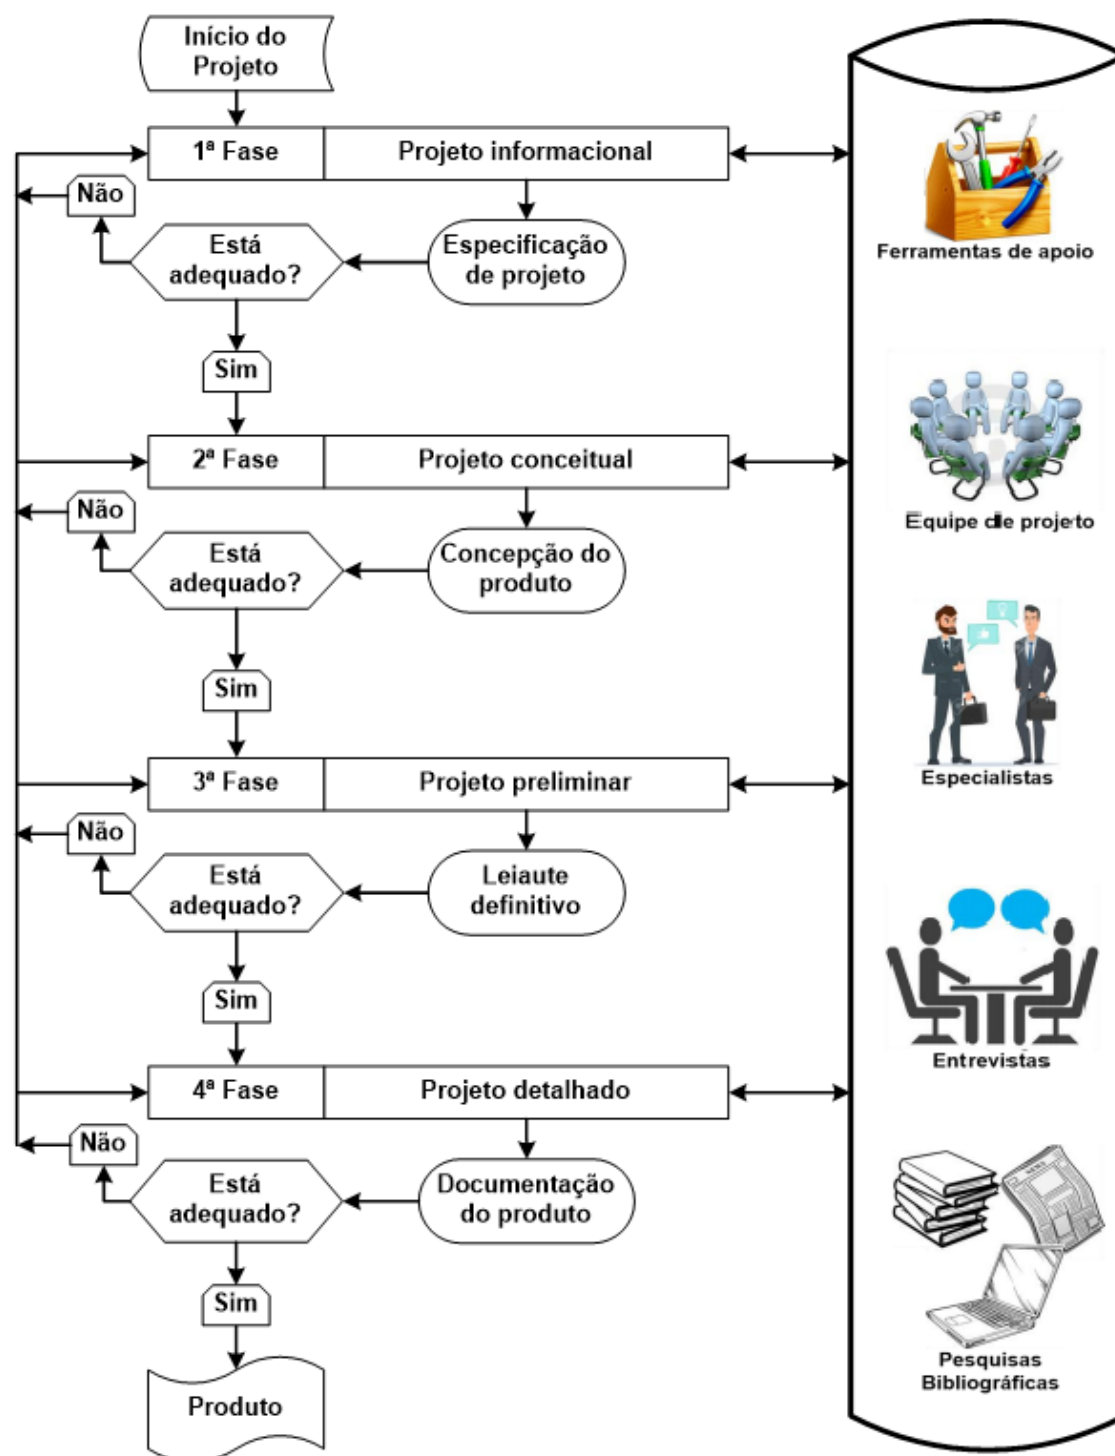 Início do
Projeto
1ª Fase
Projeto informacional
Não
Está
adequado?
Especificação
de projeto
Sim
2ª Fase
Projeto conceitual
Não
Está
adequado?
Concepção do
produto
Sim
3ª Fase
Projeto preliminar
Não
Está
adequado?
Leiaute
definitivo
Sim
4ª Fase
Projeto detalhado
Não
Está
adequado?
Documentação
do produto
Sim
Produto
Ferramentas de apoio
Equipe de projeto
Especialistas
Entrevistas
Pesquisas
Bibliográficas